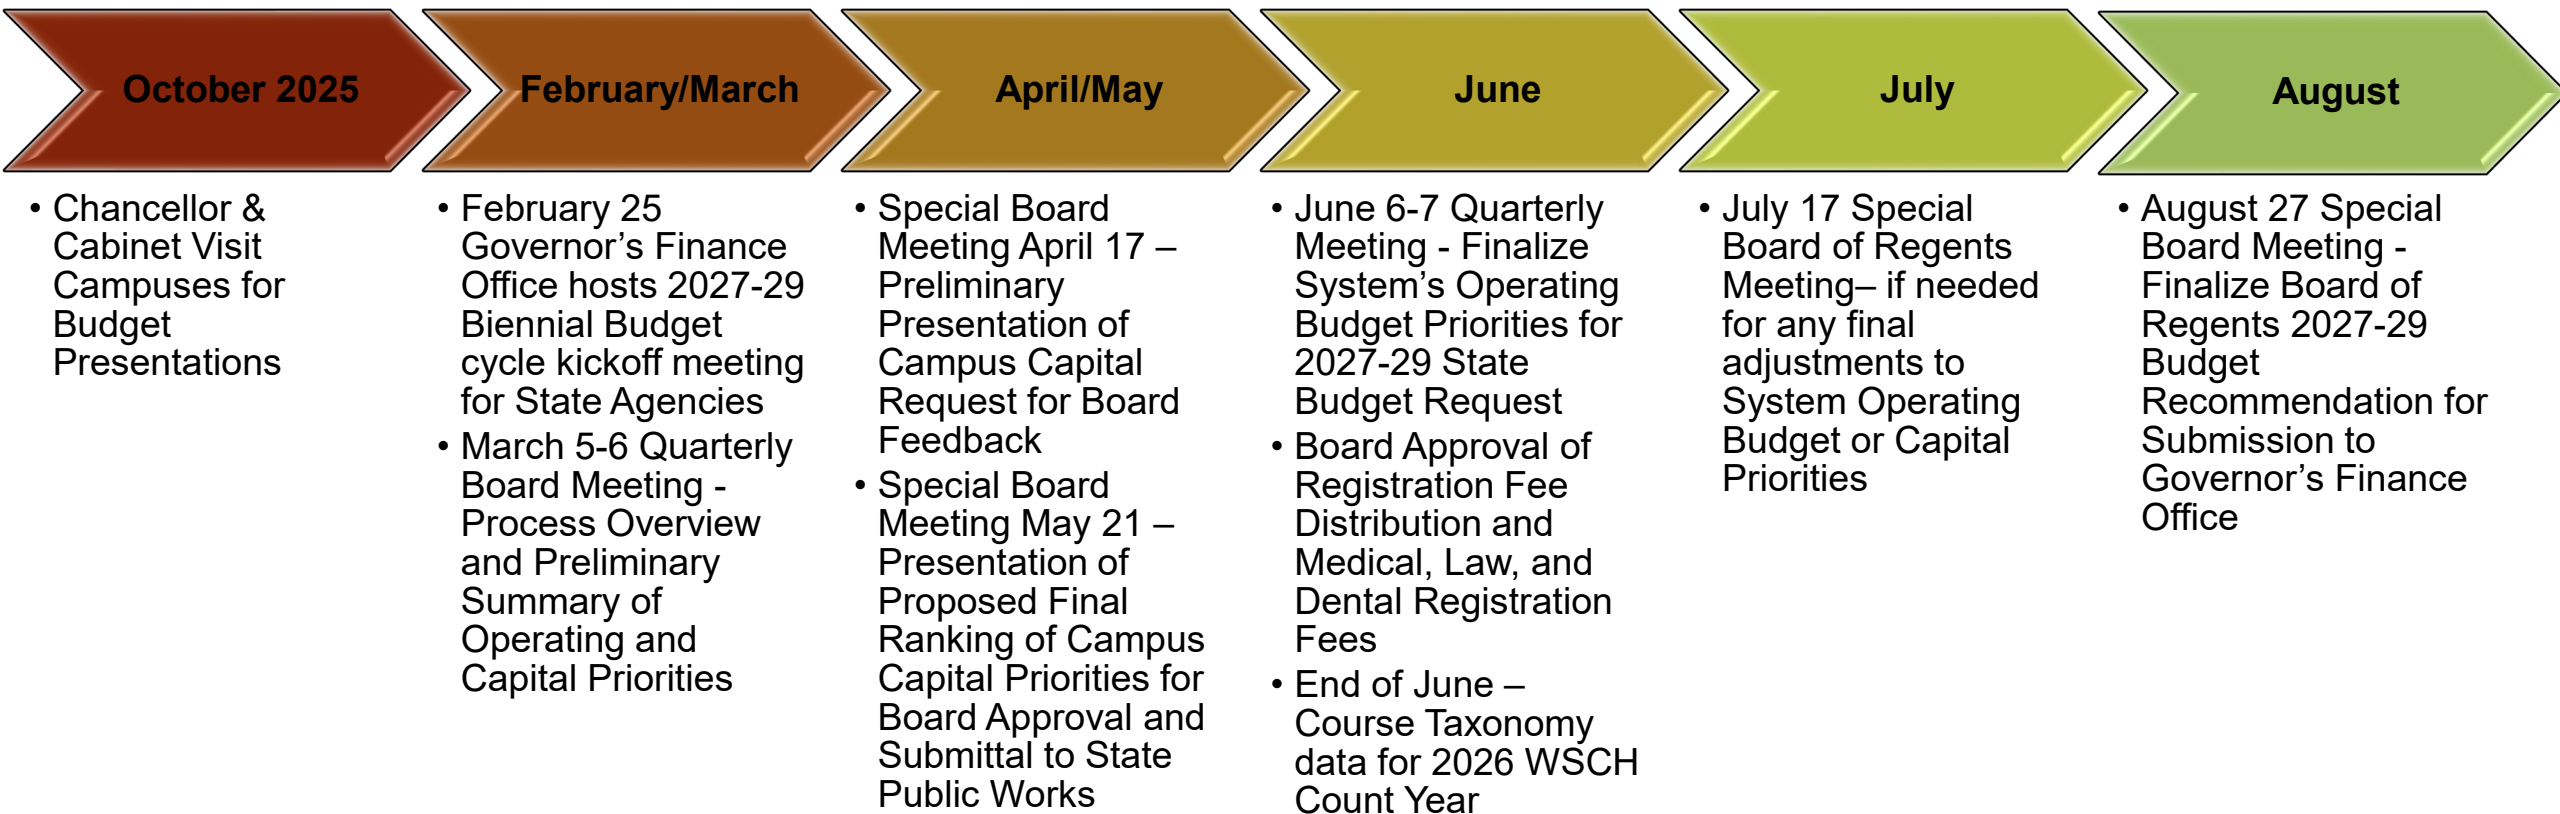 October 2025
• Chancellor &
Cabinet Visit
Campuses for
Budget
Presentations
February/March
• February 25
Governor’s Finance
Office hosts 2027-29
Biennial Budget
cycle kickoff meeting
for State Agencies
• March 5-6 Quarterly
Board Meeting -
Process Overview
and Preliminary
Summary of
Operating and
Capital Priorities
April/May
• Special Board
Meeting April 17 –
Preliminary
Presentation of
Campus Capital
Request for Board
Feedback
• Special Board
Meeting May 21 –
Presentation of
Proposed Final
Ranking of Campus
Capital Priorities for
Board Approval and
Submittal to State
Public Works
June
• June 6-7 Quarterly
Meeting - Finalize
System’s Operating
Budget Priorities for
2027-29 State
Budget Request
• Board Approval of
Registration Fee
Distribution and
Medical, Law, and
Dental Registration
Fees
• End of June –
Course Taxonomy
data for 2026 WSCH
Count Year
July
• July 17 Special
Board of Regents
Meeting– if needed
for any final
adjustments to
System Operating
Budget or Capital
Priorities
August
• August 27 Special
Board Meeting -
Finalize Board of
Regents 2027-29
Budget
Recommendation for
Submission to
Governor’s Finance
Office